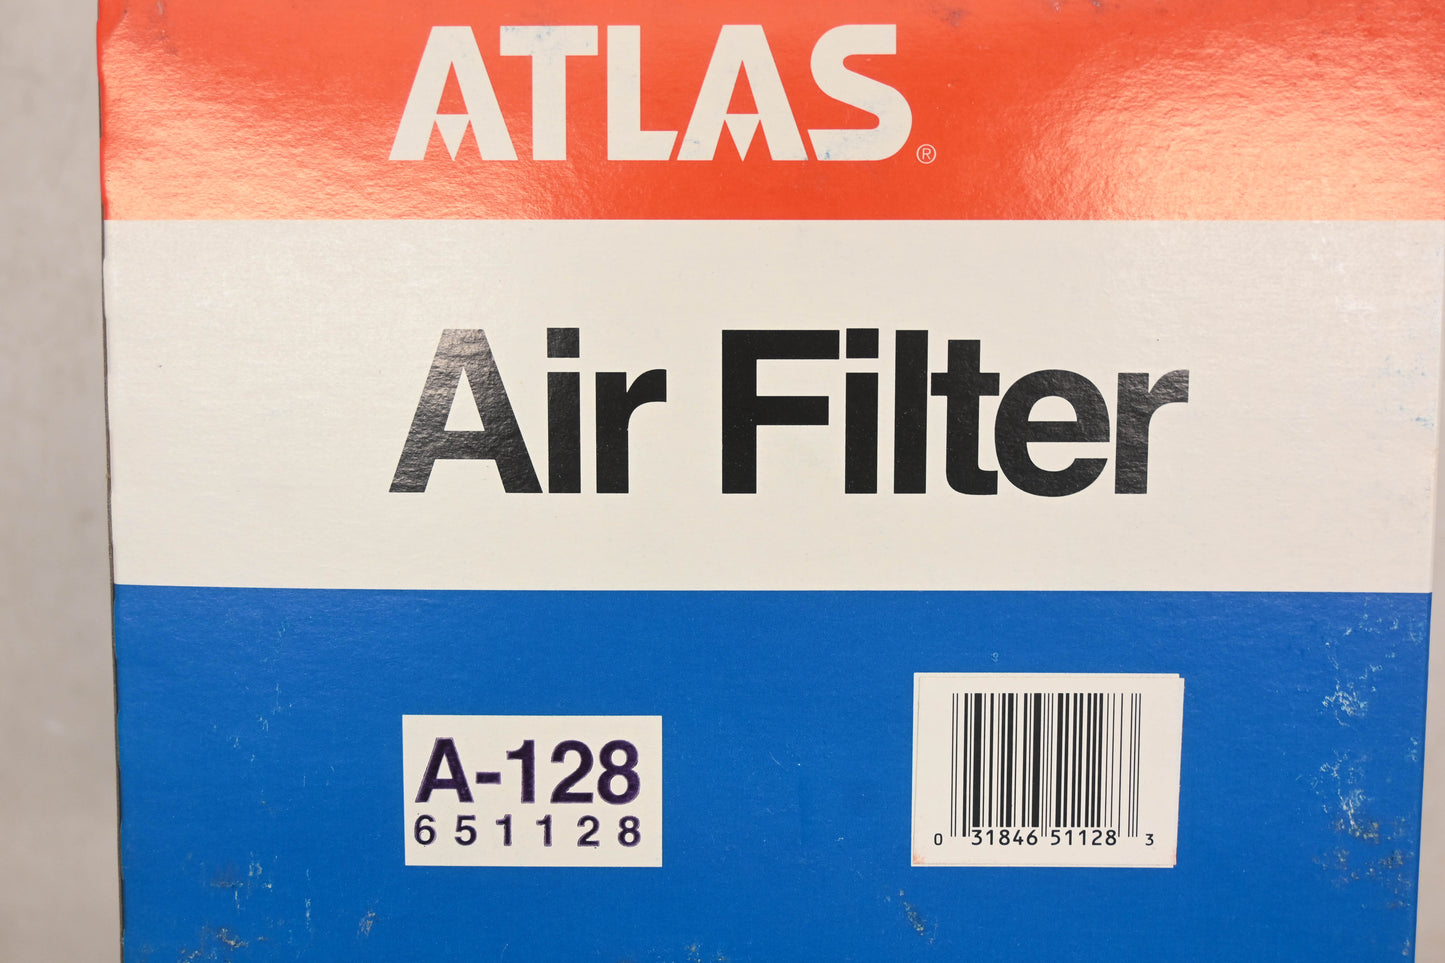 ATLAS®
Air Filter
A-128
651128
0 31846 51128 3